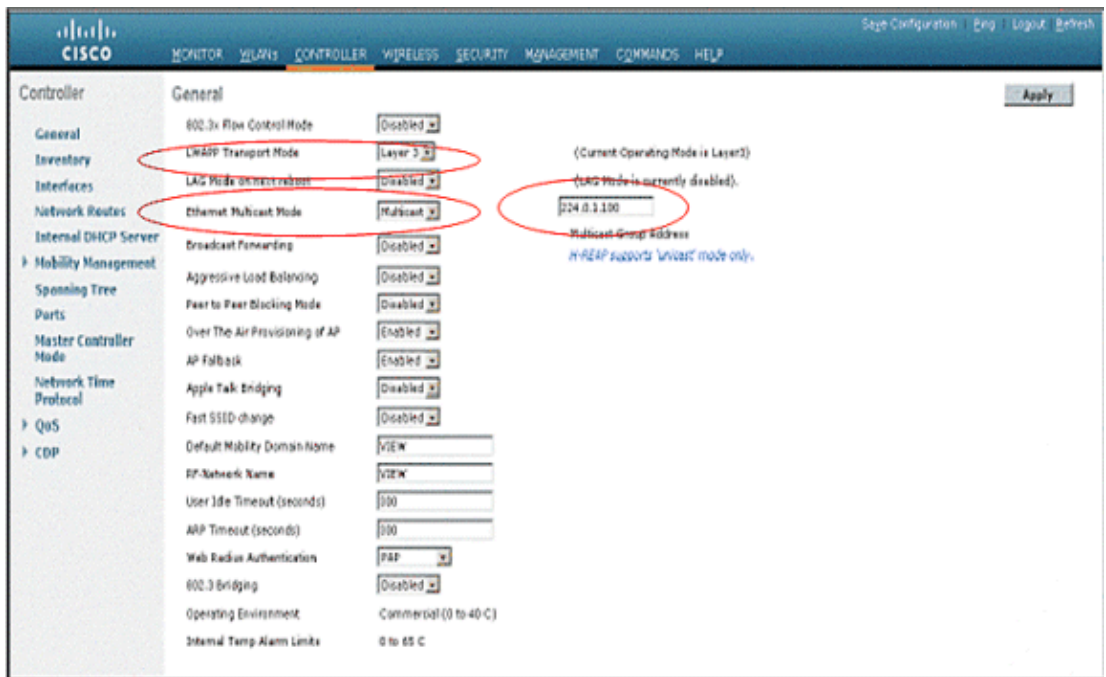 Save Configuration | Ping | Logout Refresh
CISCO
MONITOR WLANs CONTROLLER WIRELESS SECURITY MANAGEMENT COMMANDS HELP
Controller
General
Inventory
Interfaces
Network Routes
Internal DHCP Server
Mobility Management
Spanning Tree
Ports
Master Controller
Mode
Network Time
Protocol
QoS
CDP
General
Apply
802.3x Flow Control Mode Disabled
LWAPP Transport Mode Layer 3 (Current Operating Mode is Layer3)
LAG Mode on next reboot Disabled (LAG Mode is currently disabled).
Ethernet Multicast Mode Multicast 224.0.1.100
Multicast Group Address
Broadcast Forwarding Disabled
H-REAP supports 'unicast' mode only.
Aggressive Load Balancing Disabled
Peer to Peer Blocking Mode Disabled
Over The Air Provisioning of AP Enabled
AP Fallback Enabled
Apple Talk Bridging Disabled
Fast SSID change Disabled
Default Mobility Domain Name VIEW
RF-Network Name VIEW
User Idle Timeout (seconds) 300
ARP Timeout (seconds) 300
Web Radius Authentication PAP
802.3 Bridging Disabled
Operating Environment Commercial (0 to 40 C)
Internal Temp Alarm Limits 0 to 65 C